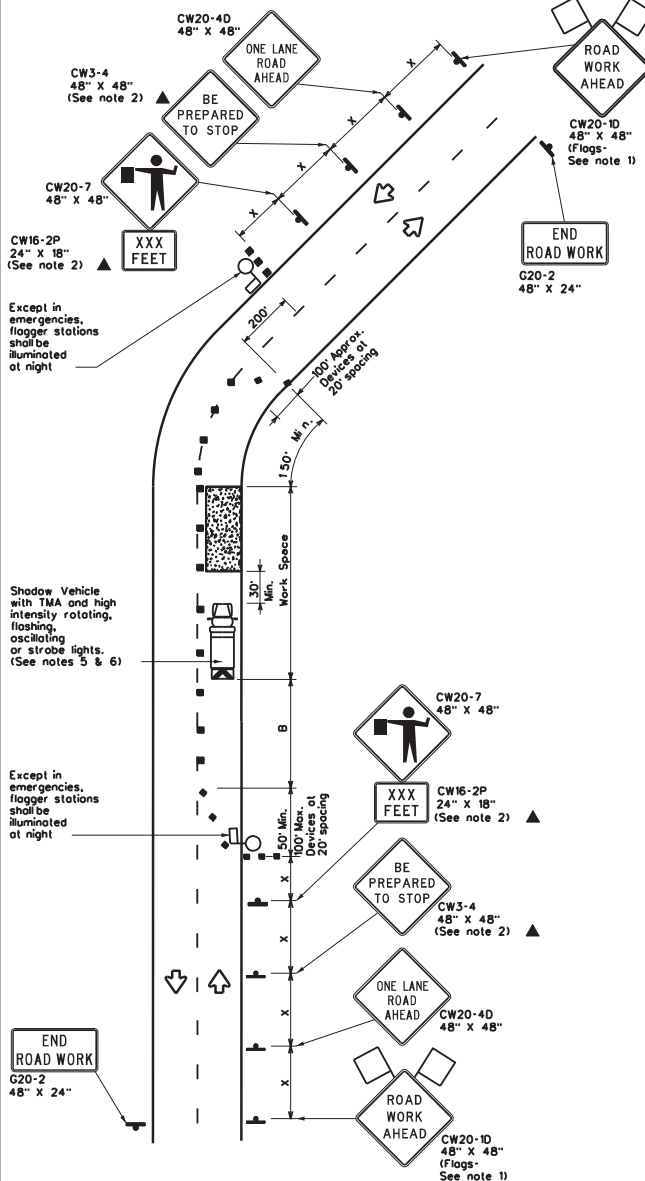 CW20-4D
48" X 48"
ONE LANE
ROAD
AHEAD
ROAD
WORK
AHEAD
CW20-1D
48" X 48"
(Flags-
See note 1)
CW3-4
48" X 48"
(See note 2)
BE
PREPARED
TO STOP
X
X
X
X
CW20-7
48" X 48"
CW16-2P
24" X 18"
(See note 2)
XXX
FEET
END
ROAD WORK
G20-2
48" X 24"
Except in
emergencies,
flagger stations
shall be
illuminated
at night
200'
100' Approx.
Devices at
20' spacing
150' Min.
Work Space
30'
Min.
Shadow Vehicle
with TMA and high
intensity rotating,
flashing,
oscillating
or strobe lights.
(See notes 5 & 6)
B
CW20-7
48" X 48"
XXX
FEET
CW16-2P
24" X 18"
(See note 2)
Except in
emergencies,
flagger stations
shall be
illuminated
at night
50' Min.
100' Max.
Devices at
20' spacing
X
X
X
X
BE
PREPARED
TO STOP
CW3-4
48" X 48"
(See note 2)
ONE LANE
ROAD
AHEAD
CW20-4D
48" X 48"
END
ROAD WORK
G20-2
48" X 24"
ROAD
WORK
AHEAD
CW20-1D
48" X 48"
(Flags-
See note 1)